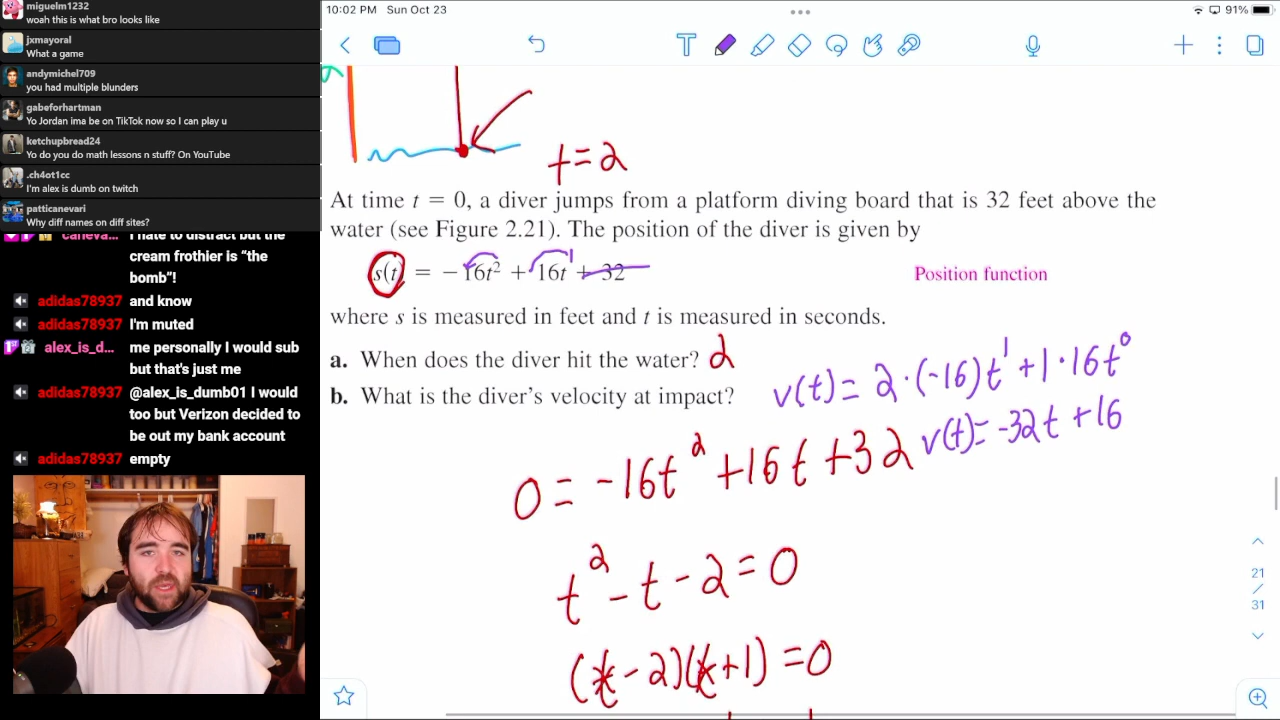 miguelm1232
woah this is what bro looks like
jxmayoral
What a game
andymichel709
you had multiple blunders
gabeforhartman
Yo Jordan ima be on TikTok now so I can play u
ketchupbread24
Yo do you do math lessons n stuff? On YouTube
.ch4ot1cc
I'm alex is dumb on twitch
patticanevari
Why diff names on diff sites?
caneva... I hate to distract but the
cream frothier is "the
bomb"!
adidas78937 and know
adidas78937 I'm muted
alex_is_d... me personally I would sub
but that's just me
adidas78937 @alex_is_dumb01 I would
too but Verizon decided to
be out my bank account
adidas78937 empty
10:02 PM Sun Oct 23
91%
t=2
At time t = 0, a diver jumps from a platform diving board that is 32 feet above the
water (see Figure 2.21). The position of the diver is given by
s(t) = −16t² + 16t¹ + 32
Position function
where s is measured in feet and t is measured in seconds.
a. When does the diver hit the water? 2
b. What is the diver's velocity at impact?
v(t) = 2·(-16)t¹ + 1·16t⁰
v(t) = -32t + 16
0 = -16t² + 16t + 32
t² - t - 2 = 0
(t - 2)(t + 1) = 0
21
/
31